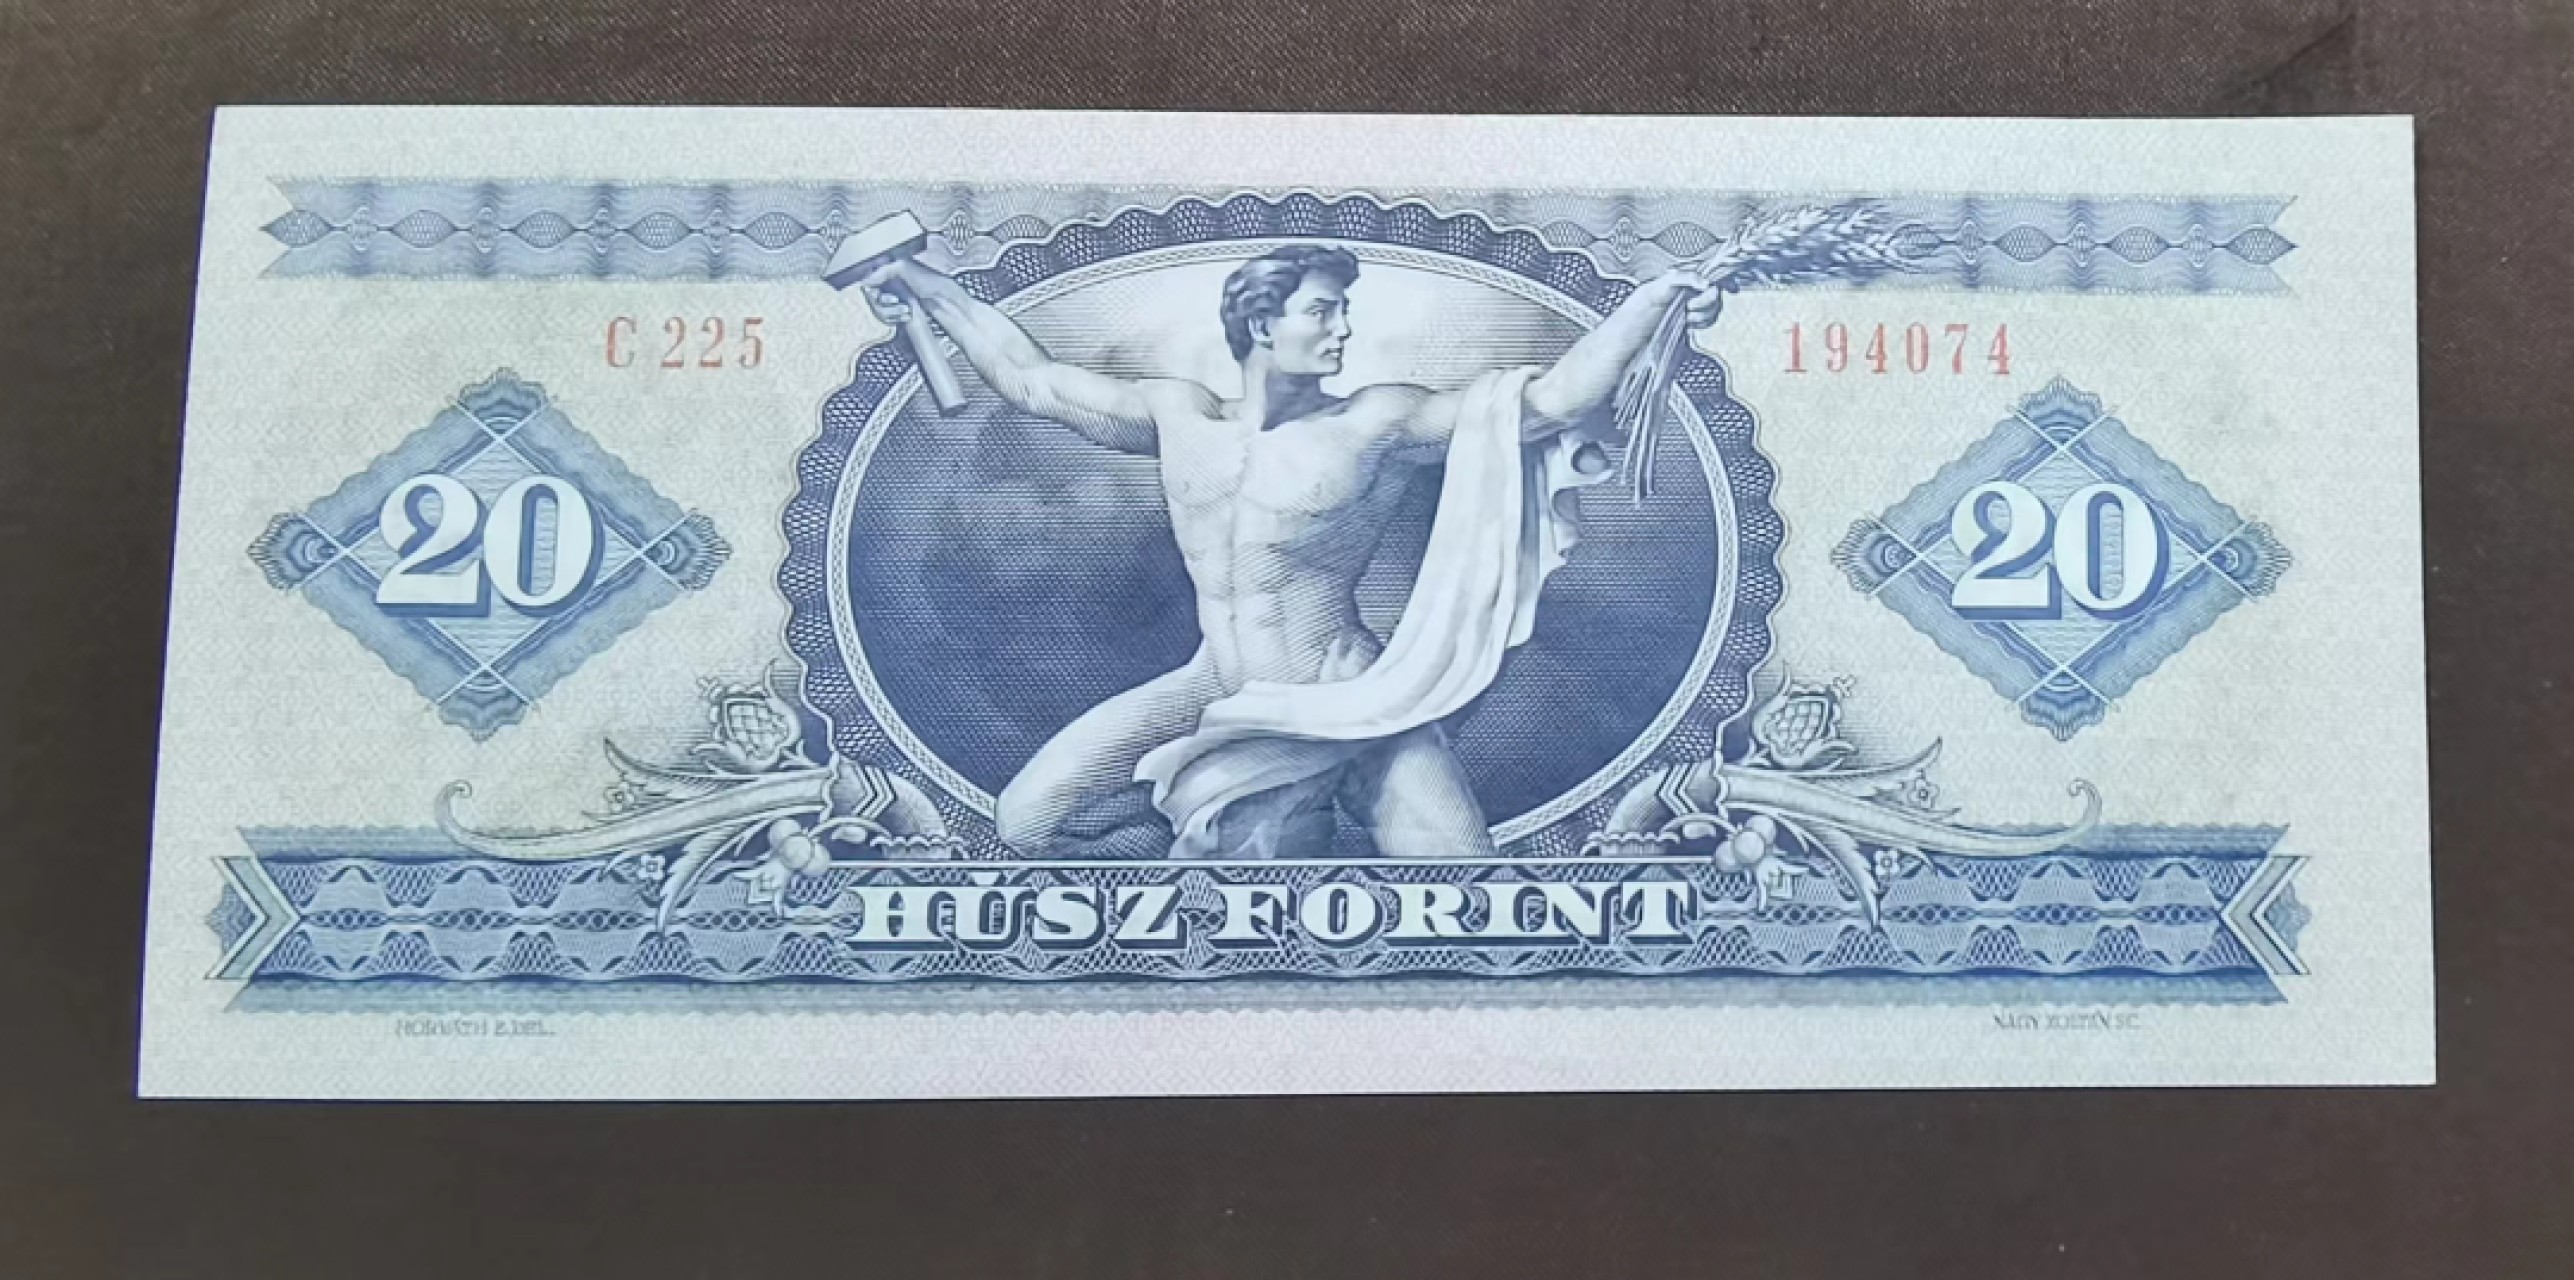 C 225
194074
20
20
HÚSZ FORINT
HORVÁTH E. DEL.
NAGY ZOLTÁN SC.